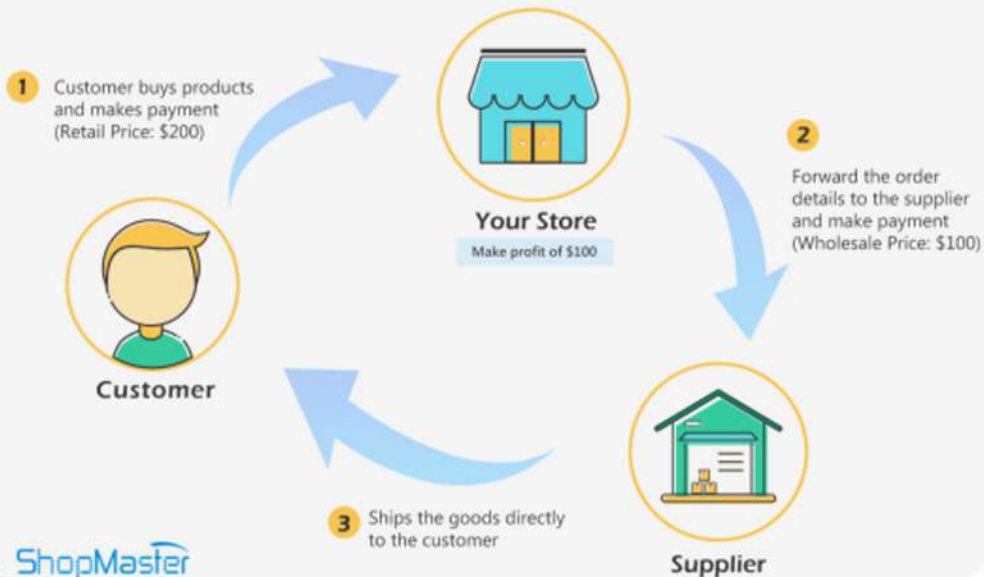 1
Customer buys products
and makes payment
(Retail Price: $200)
Your Store
Make profit of $100
2
Forward the order
details to the supplier
and make payment
(Wholesale Price: $100)
Customer
3
Ships the goods directly
to the customer
Supplier
ShopMaster